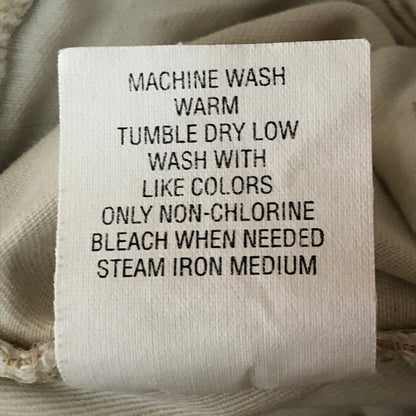 MACHINE WASH
WARM
TUMBLE DRY LOW
WASH WITH
LIKE COLORS
ONLY NON-CHLORINE
BLEACH WHEN NEEDED
STEAM IRON MEDIUM